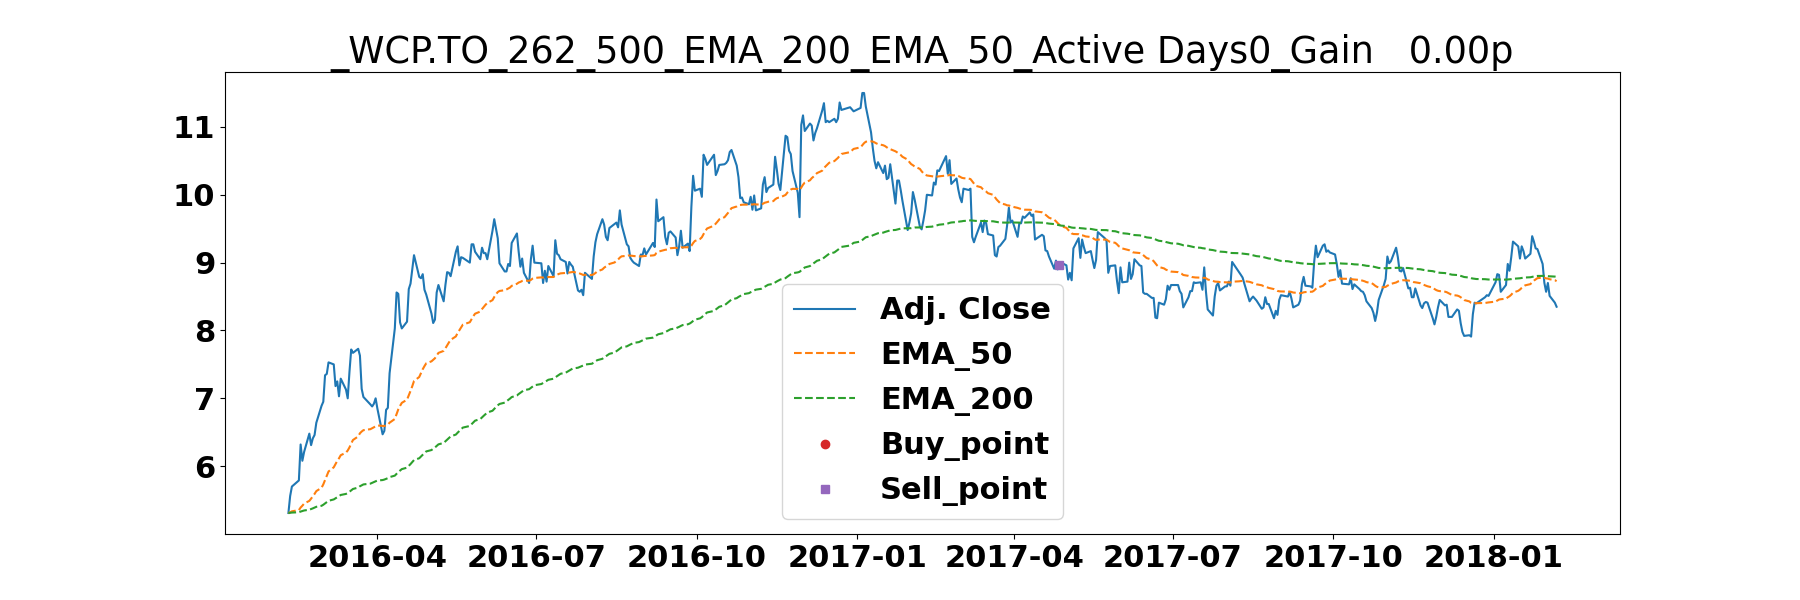 _WCP.TO_262_500_EMA_200_EMA_50_Active Days0_Gain   0.00p
11
10
9
8
7
6
Adj. Close
EMA_50
EMA_200
Buy_point
Sell_point
2016-04 2016-07 2016-10 2017-01 2017-04 2017-07 2017-10 2018-01